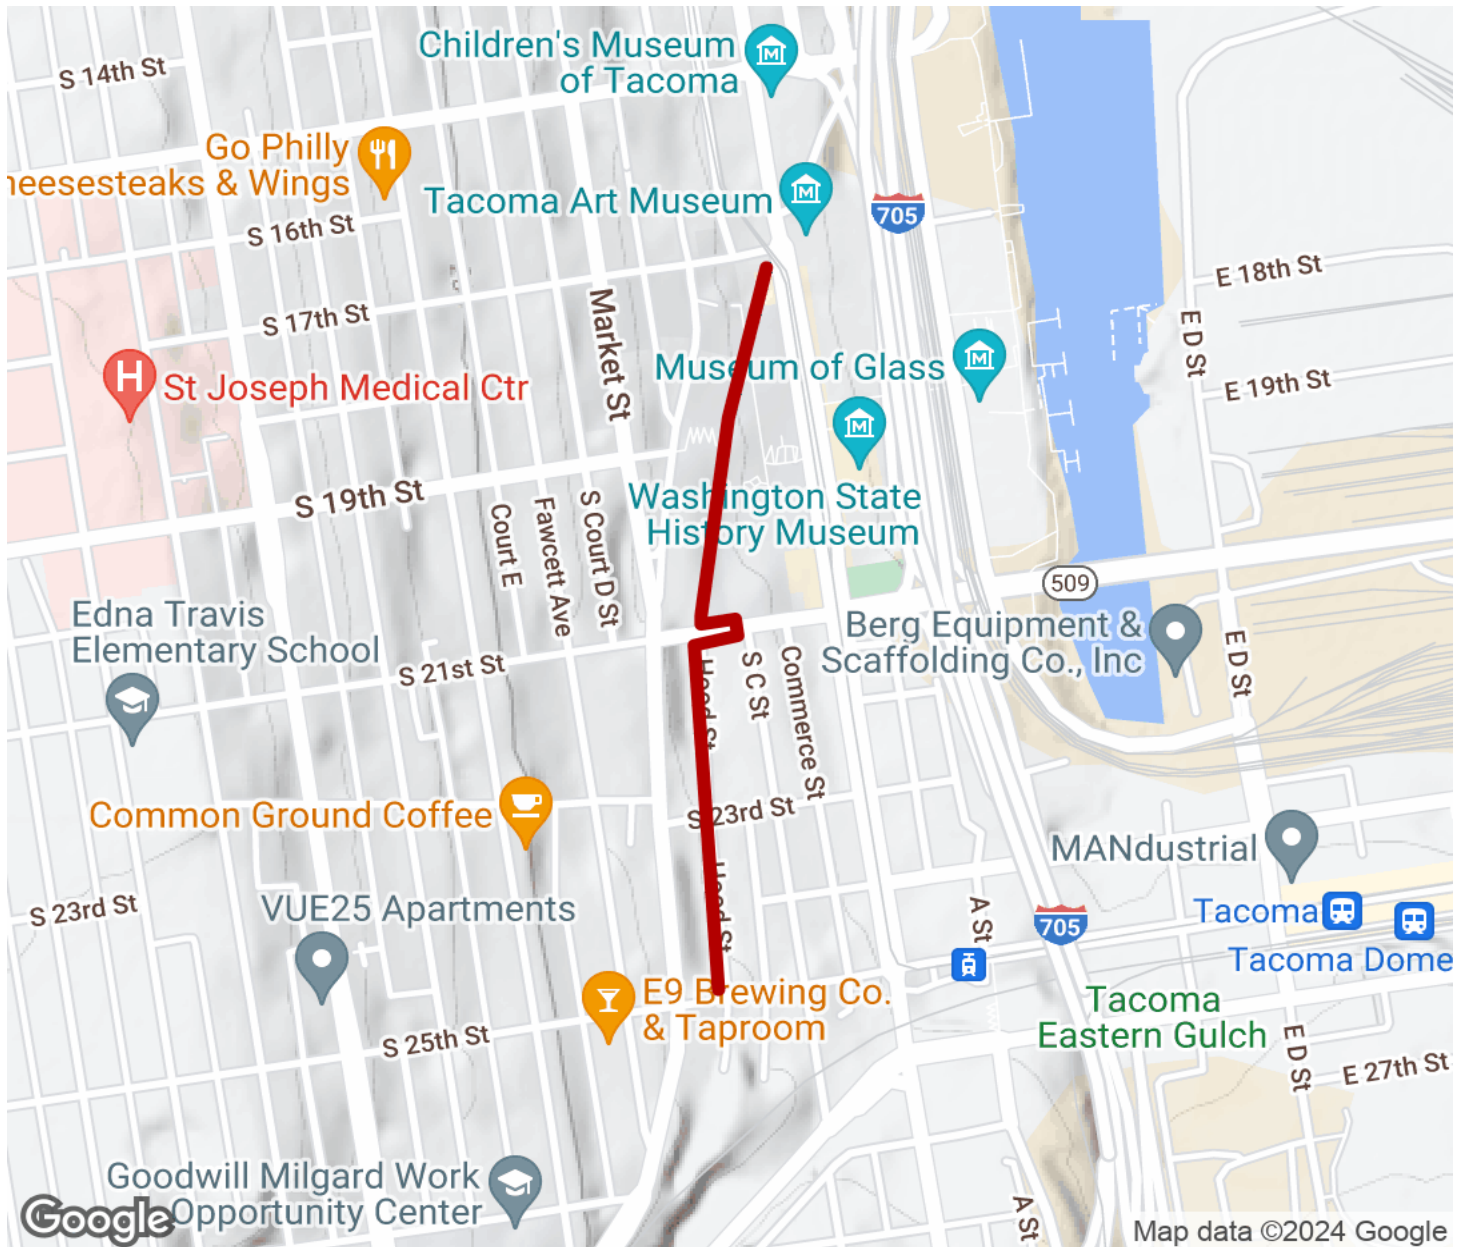 Children's Museum
of Tacoma
S 14th St
Go Philly
heesesteaks & Wings
Tacoma Art Museum
705
S 16th St
E 18th St
S 17th St
Market St
E D St
Museum of Glass
St Joseph Medical Ctr
E 19th St
S 19th St
Washington State
History Museum
Court E
Fawcett Ave
S Court D St
509
Edna Travis
Elementary School
Berg Equipment &
Scaffolding Co., Inc
S 21st St
Hood St
S C St
Commerce St
E D St
Common Ground Coffee
S 23rd St
MANdustrial
S 23rd St
VUE25 Apartments
Hood St
A St
705
Tacoma
Tacoma Dome
E9 Brewing Co.
& Taproom
Tacoma
Eastern Gulch
S 25th St
E D St
E 27th St
Goodwill Milgard Work
Opportunity Center
A St
Google
Map data ©2024 Google